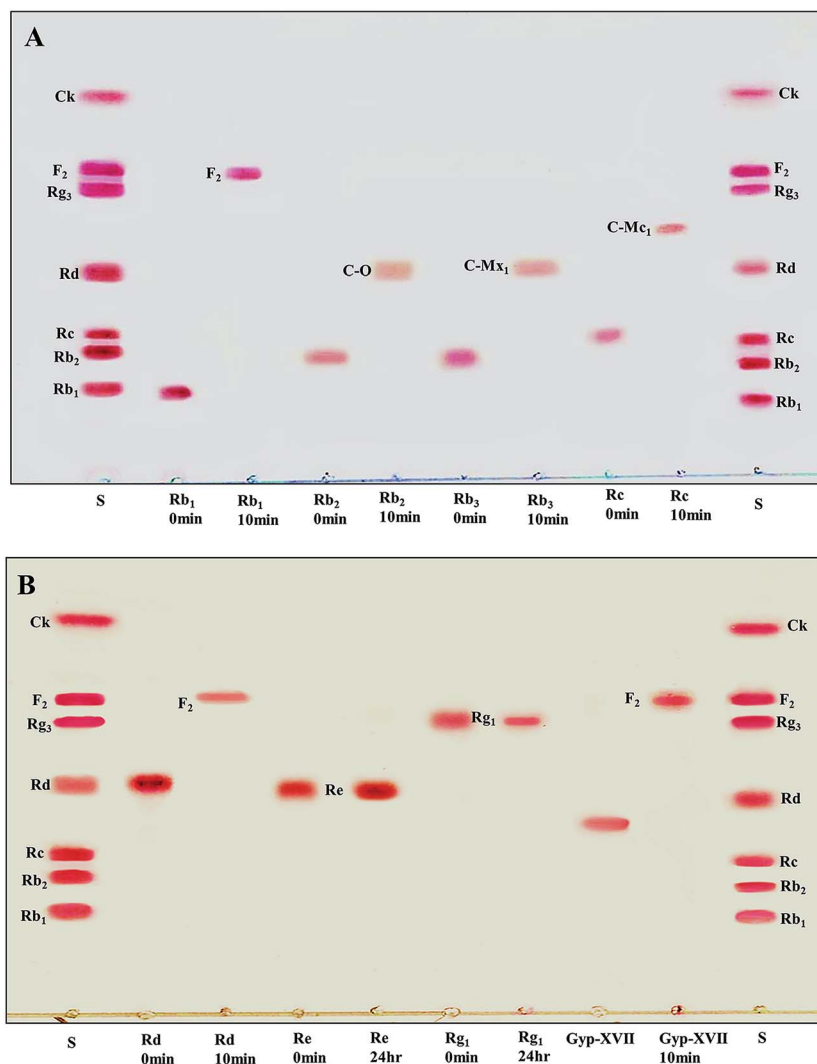 A
Ck
Ck
F₂
F₂
F₂
Rg₃
Rg₃
C-Mc₁
C-O
C-Mx₁
Rd
Rd
Rc
Rc
Rb₂
Rb₂
Rb₁
Rb₁
S Rb₁ Rb₁ Rb₂ Rb₂ Rb₃ Rb₃ Rc Rc S
0min 10min 0min 10min 0min 10min 0min 10min
B
Ck
Ck
F₂
F₂
F₂
F₂
Rg₃
Rg₁
Rg₃
Rd
Re
Rd
Rc
Rc
Rb₂
Rb₂
Rb₁
Rb₁
S Rd Rd Re Re Rg₁ Rg₁ Gyp-XVII Gyp-XVII S
0min 10min 0min 24hr 0min 24hr 10min